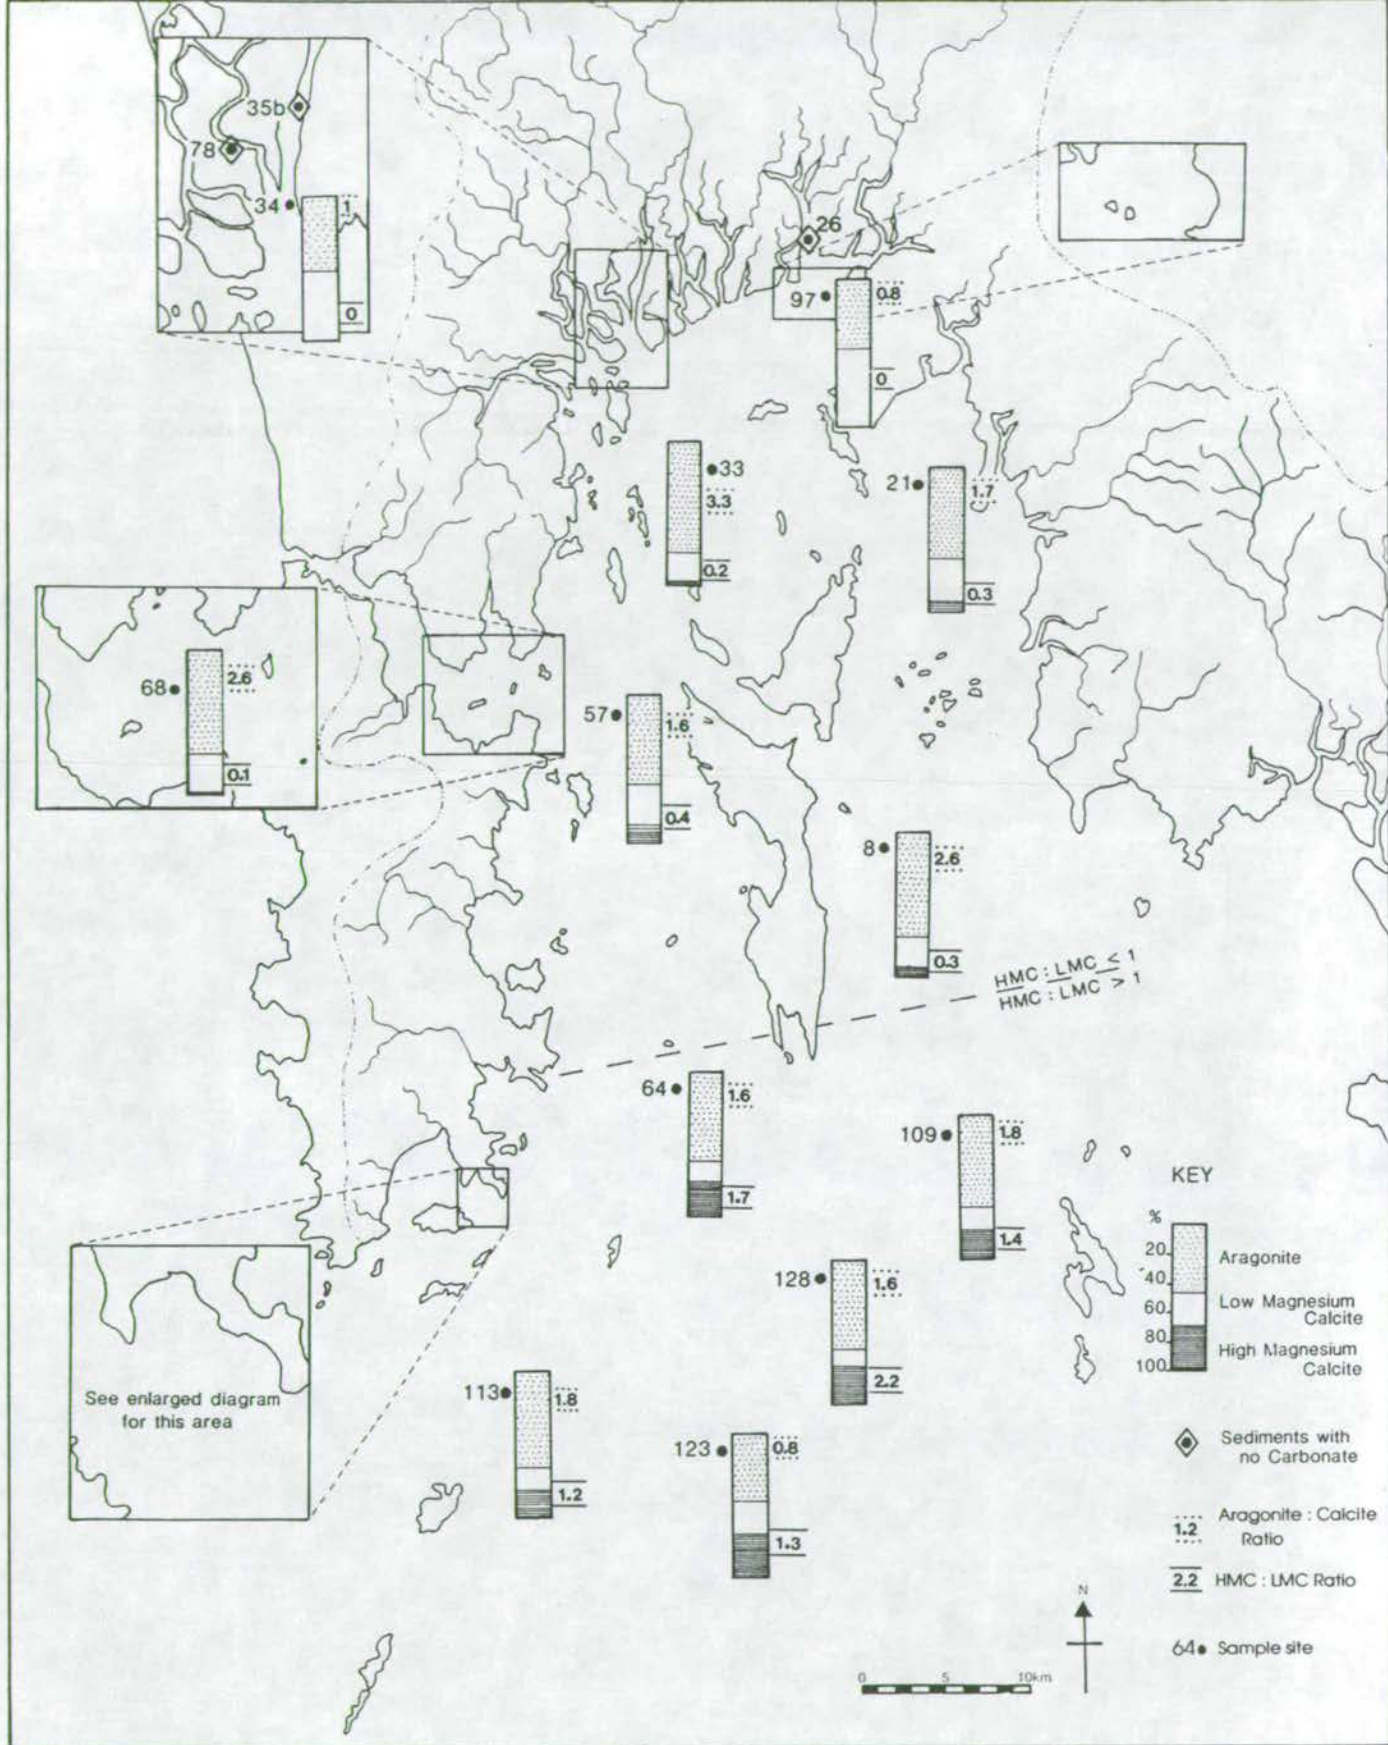 35b
78
34
1
0
26
97
0.8
0
33
3.3
0.2
21
1.7
0.3
68
2.6
0.1
57
1.6
0.4
8
2.6
0.3
HMC : LMC < 1
HMC : LMC > 1
64
1.6
1.7
109
1.8
1.4
128
1.6
2.2
113
1.8
1.2
123
0.8
1.3
See enlarged diagram
for this area
KEY
%
20
40
60
80
100
Aragonite
Low Magnesium
Calcite
High Magnesium
Calcite
Sediments with
no Carbonate
1.2 Aragonite : Calcite
Ratio
2.2 HMC : LMC Ratio
64 Sample site
N
0 5 10km